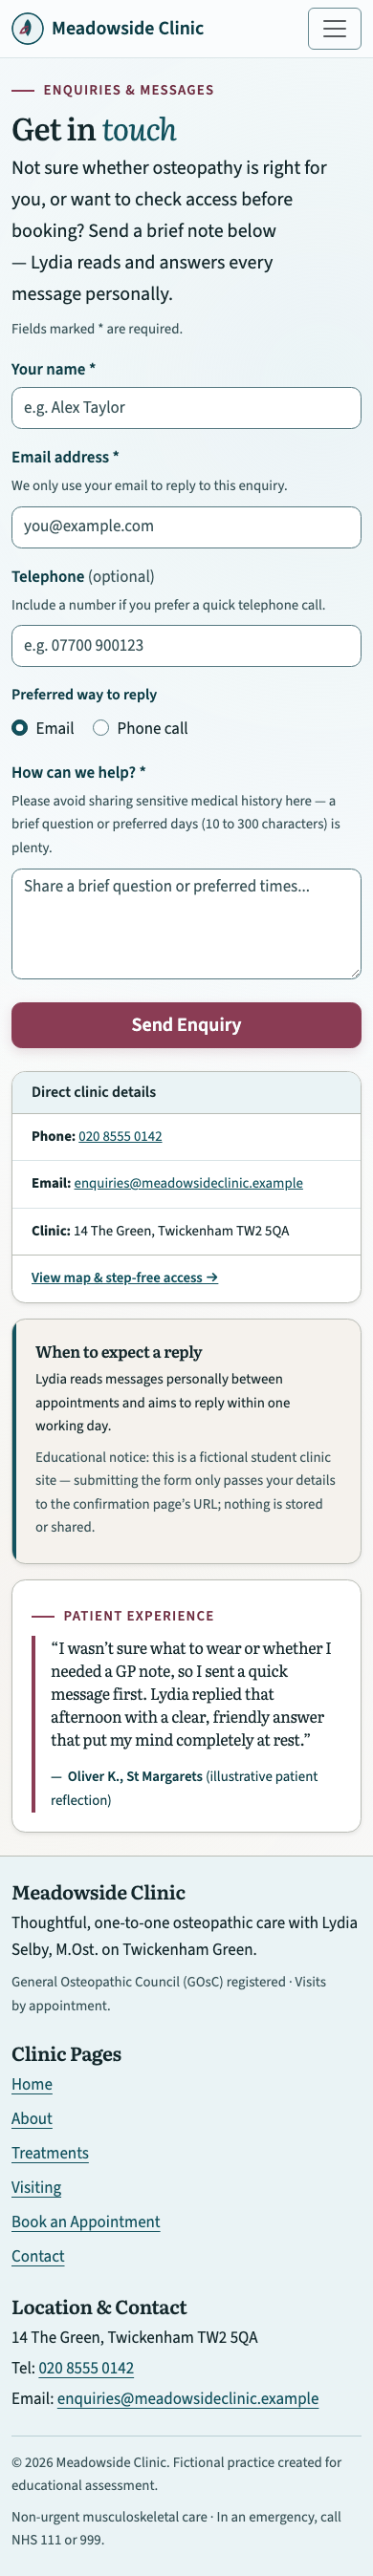 Meadowside Clinic
ENQUIRIES & MESSAGES
Get in touch
Not sure whether osteopathy is right for
you, or want to check access before
booking? Send a brief note below
— Lydia reads and answers every
message personally.
Fields marked * are required.
Your name *
e.g. Alex Taylor
Email address *
We only use your email to reply to this enquiry.
you@example.com
Telephone (optional)
Include a number if you prefer a quick telephone call.
e.g. 07700 900123
Preferred way to reply
Email Phone call
How can we help? *
Please avoid sharing sensitive medical history here — a
brief question or preferred days (10 to 300 characters) is
plenty.
Share a brief question or preferred times...
Send Enquiry
Direct clinic details
Phone: 020 8555 0142
Email: enquiries@meadowsideclinic.example
Clinic: 14 The Green, Twickenham TW2 5QA
View map & step-free access →
When to expect a reply
Lydia reads messages personally between
appointments and aims to reply within one
working day.
Educational notice: this is a fictional student clinic
site — submitting the form only passes your details
to the confirmation page’s URL; nothing is stored
or shared.
PATIENT EXPERIENCE
“I wasn’t sure what to wear or whether I
needed a GP note, so I sent a quick
message first. Lydia replied that
afternoon with a clear, friendly answer
that put my mind completely at rest.”
— Oliver K., St Margarets (illustrative patient
reflection)
Meadowside Clinic
Thoughtful, one-to-one osteopathic care with Lydia
Selby, M.Ost. on Twickenham Green.
General Osteopathic Council (GOsC) registered · Visits
by appointment.
Clinic Pages
Home
About
Treatments
Visiting
Book an Appointment
Contact
Location & Contact
14 The Green, Twickenham TW2 5QA
Tel: 020 8555 0142
Email: enquiries@meadowsideclinic.example
© 2026 Meadowside Clinic. Fictional practice created for
educational assessment.
Non-urgent musculoskeletal care · In an emergency, call
NHS 111 or 999.